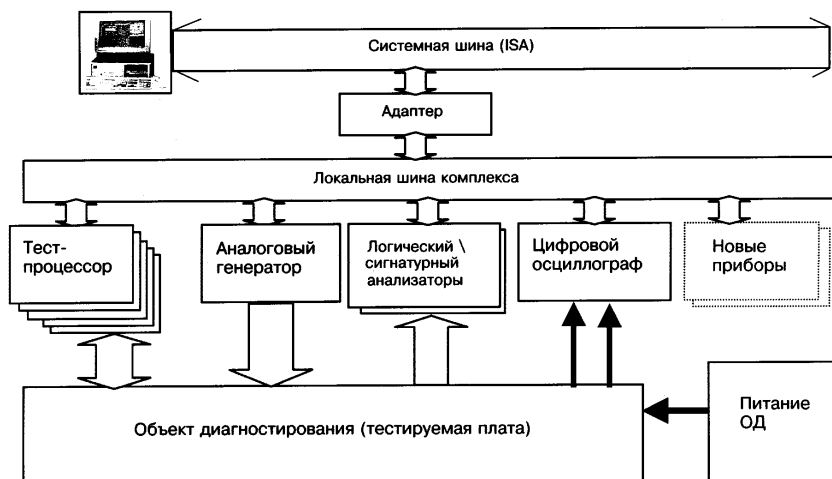 Системная шина (ISA)
Адаптер
Локальная шина комплекса
Тест-
процессор
Аналоговый
генератор
Логический \
сигнатурный
анализаторы
Цифровой
осциллограф
Новые
приборы
Объект диагностирования (тестируемая плата)
Питание
ОД